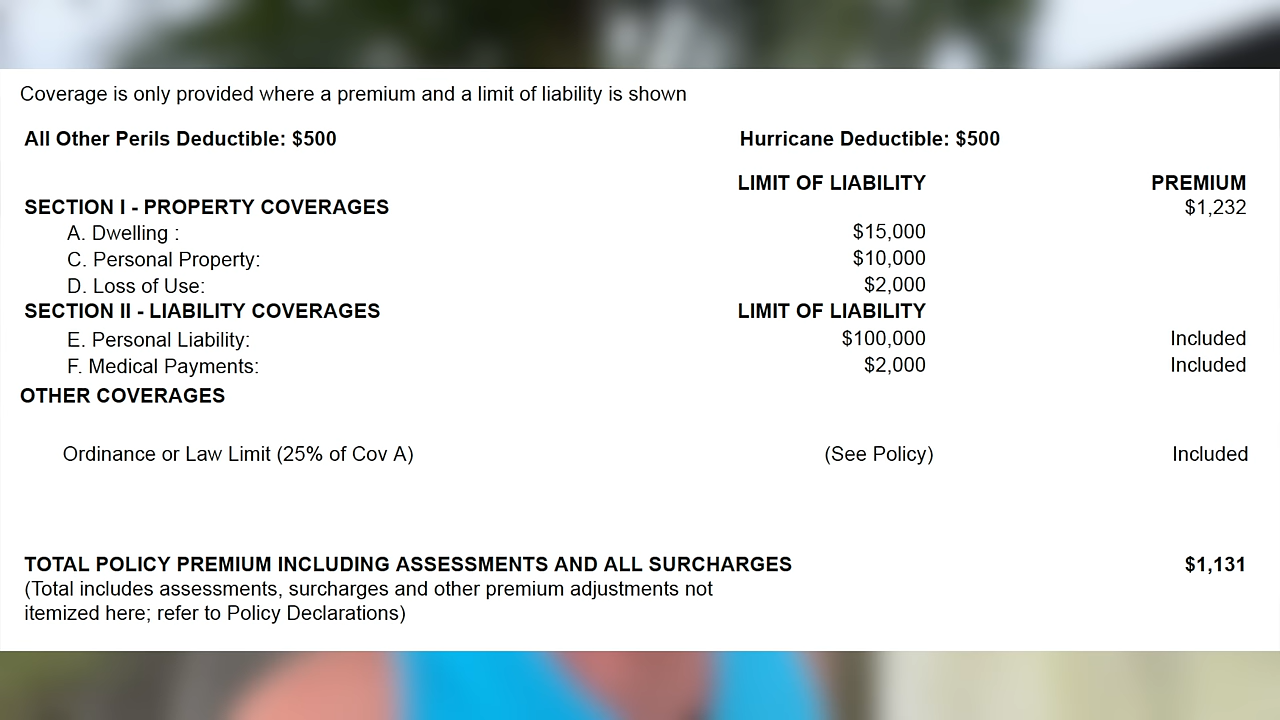 Coverage is only provided where a premium and a limit of liability is shown
All Other Perils Deductible: $500 Hurricane Deductible: $500
LIMIT OF LIABILITY PREMIUM
SECTION I - PROPERTY COVERAGES $1,232
A. Dwelling : $15,000
C. Personal Property: $10,000
D. Loss of Use: $2,000
SECTION II - LIABILITY COVERAGES LIMIT OF LIABILITY
E. Personal Liability: $100,000 Included
F. Medical Payments: $2,000 Included
OTHER COVERAGES
Ordinance or Law Limit (25% of Cov A) (See Policy) Included
TOTAL POLICY PREMIUM INCLUDING ASSESSMENTS AND ALL SURCHARGES $1,131
(Total includes assessments, surcharges and other premium adjustments not
itemized here; refer to Policy Declarations)